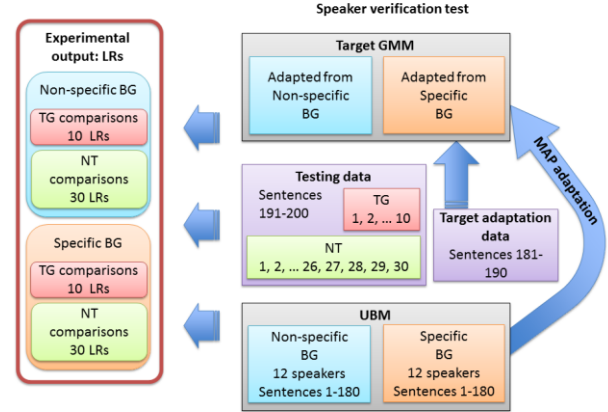 Speaker verification test
Experimental
output: LRs
Non-specific BG
TG comparisons
10 LRs
NT
comparisons
30 LRs
Specific BG
TG comparisons
10 LRs
NT
comparisons
30 LRs
Target GMM
Adapted from
Non-specific
BG
Adapted from
Specific
BG
Testing data
Sentences
191-200
TG
1, 2, ... 10
NT
1, 2, ... 26, 27, 28, 29, 30
Target adaptation
data
Sentences 181-
190
MAP adaptation
UBM
Non-specific
BG
12 speakers
Sentences 1-180
Specific
BG
12 speakers
Sentences 1-180